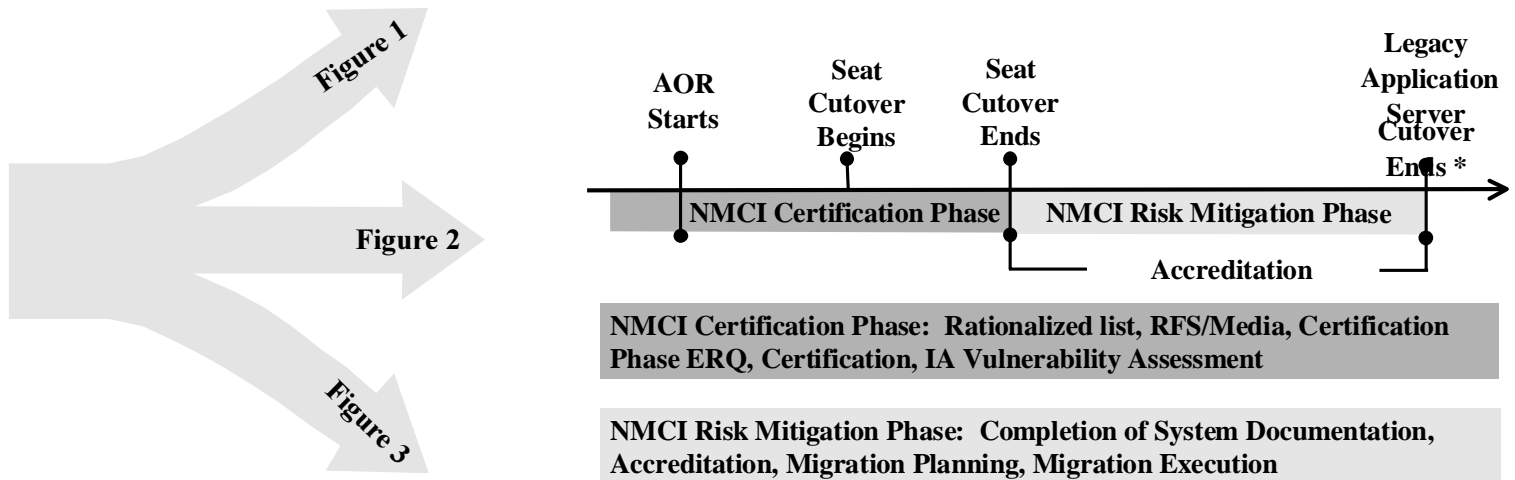 Figure 1
Figure 2
Figure 3
AOR
Starts
Seat
Cutover
Begins
Seat
Cutover
Ends
Legacy
Application
Server
Cutover
Ends *
NMCI Certification Phase
NMCI Risk Mitigation Phase
Accreditation
NMCI Certification Phase: Rationalized list, RFS/Media, Certification
Phase ERQ, Certification, IA Vulnerability Assessment
NMCI Risk Mitigation Phase: Completion of System Documentation,
Accreditation, Migration Planning, Migration Execution